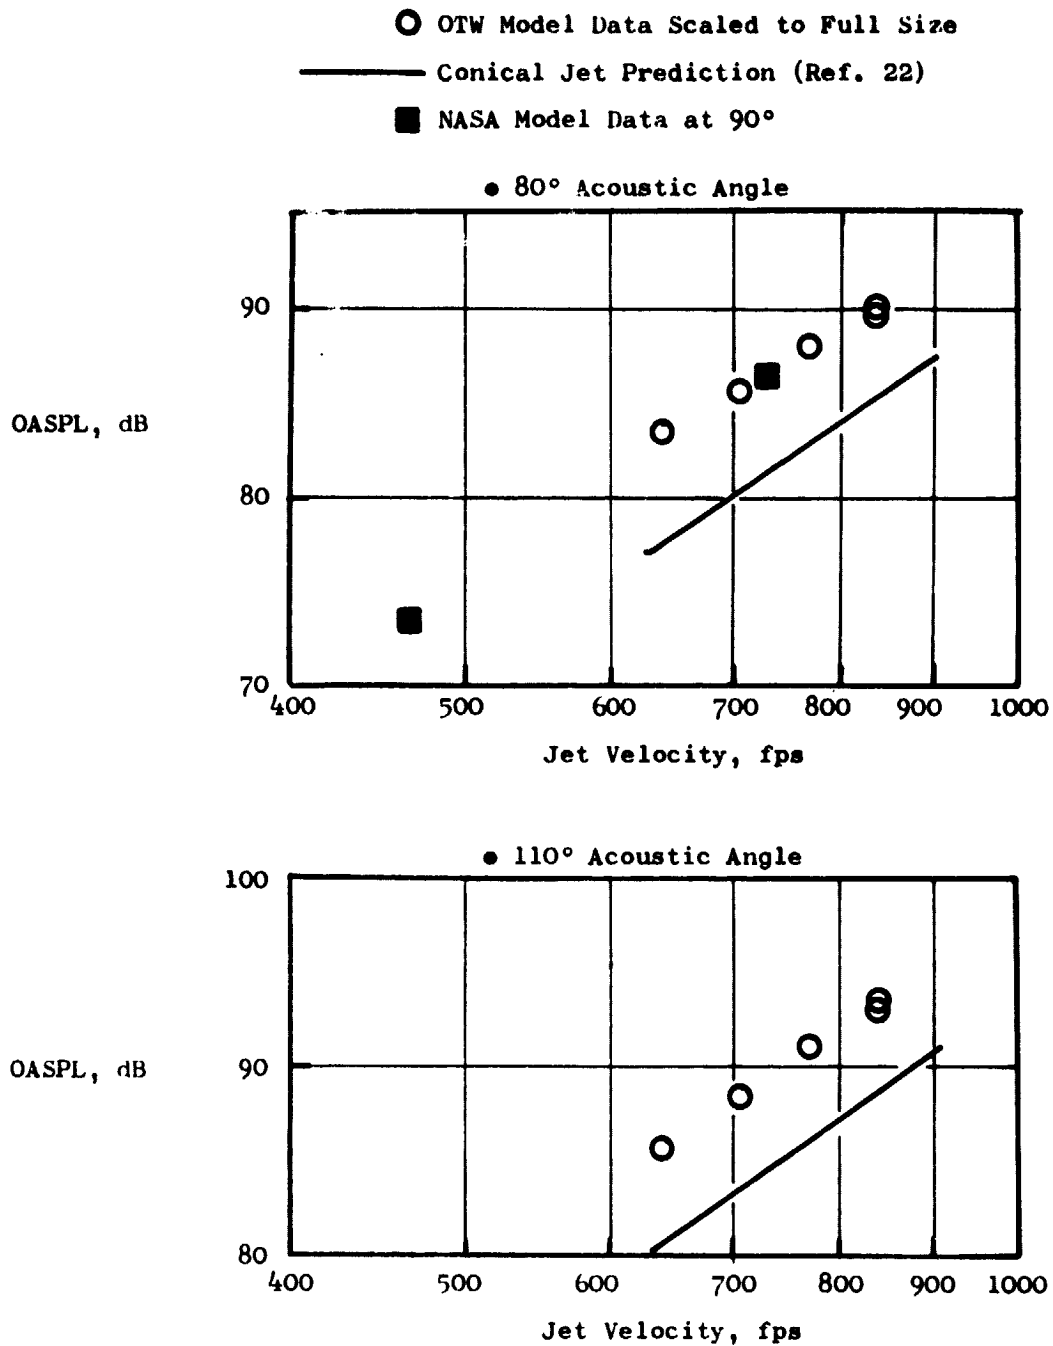 OTW Model Data Scaled to Full Size
Conical Jet Prediction (Ref. 22)
NASA Model Data at 90°
• 80° Acoustic Angle
90
OASPL, dB
80
70
400 500 600 700 800 900 1000
Jet Velocity, fps
• 110° Acoustic Angle
100
OASPL, dB
90
80
400 500 600 700 800 900 1000
Jet Velocity, fps